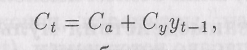 C_t = C_a + C_y y_{t-1},